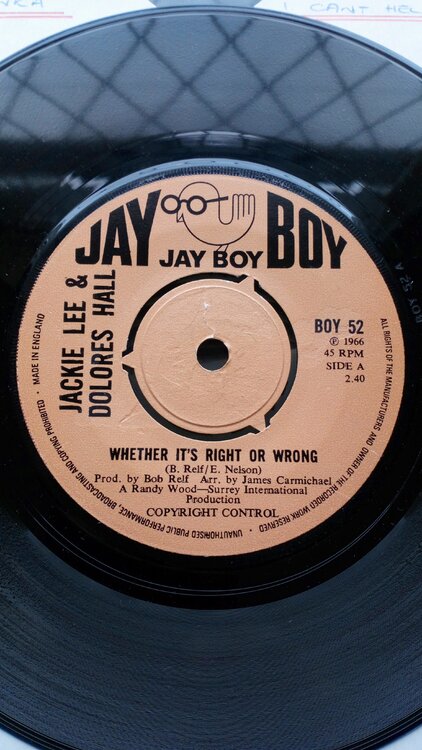 I CANT HEL
JAY BOY
JAY BOY
JACKIE LEE &
DOLORES HALL
BOY 52
℗ 1966
45 RPM
SIDE A
2.40
WHETHER IT'S RIGHT OR WRONG
(B. Relf/E. Nelson)
Prod. by Bob Relf Arr. by James Carmichael
A Randy Wood—Surrey International
Production
COPYRIGHT CONTROL
ALL RIGHTS OF THE MANUFACTURERS AND OWNER OF THE RECORDED WORK RESERVED • UNAUTHORISED PUBLIC PERFORMANCE, BROADCASTING AND COPYING PROHIBITED • MADE IN ENGLAND
BOY 52 A